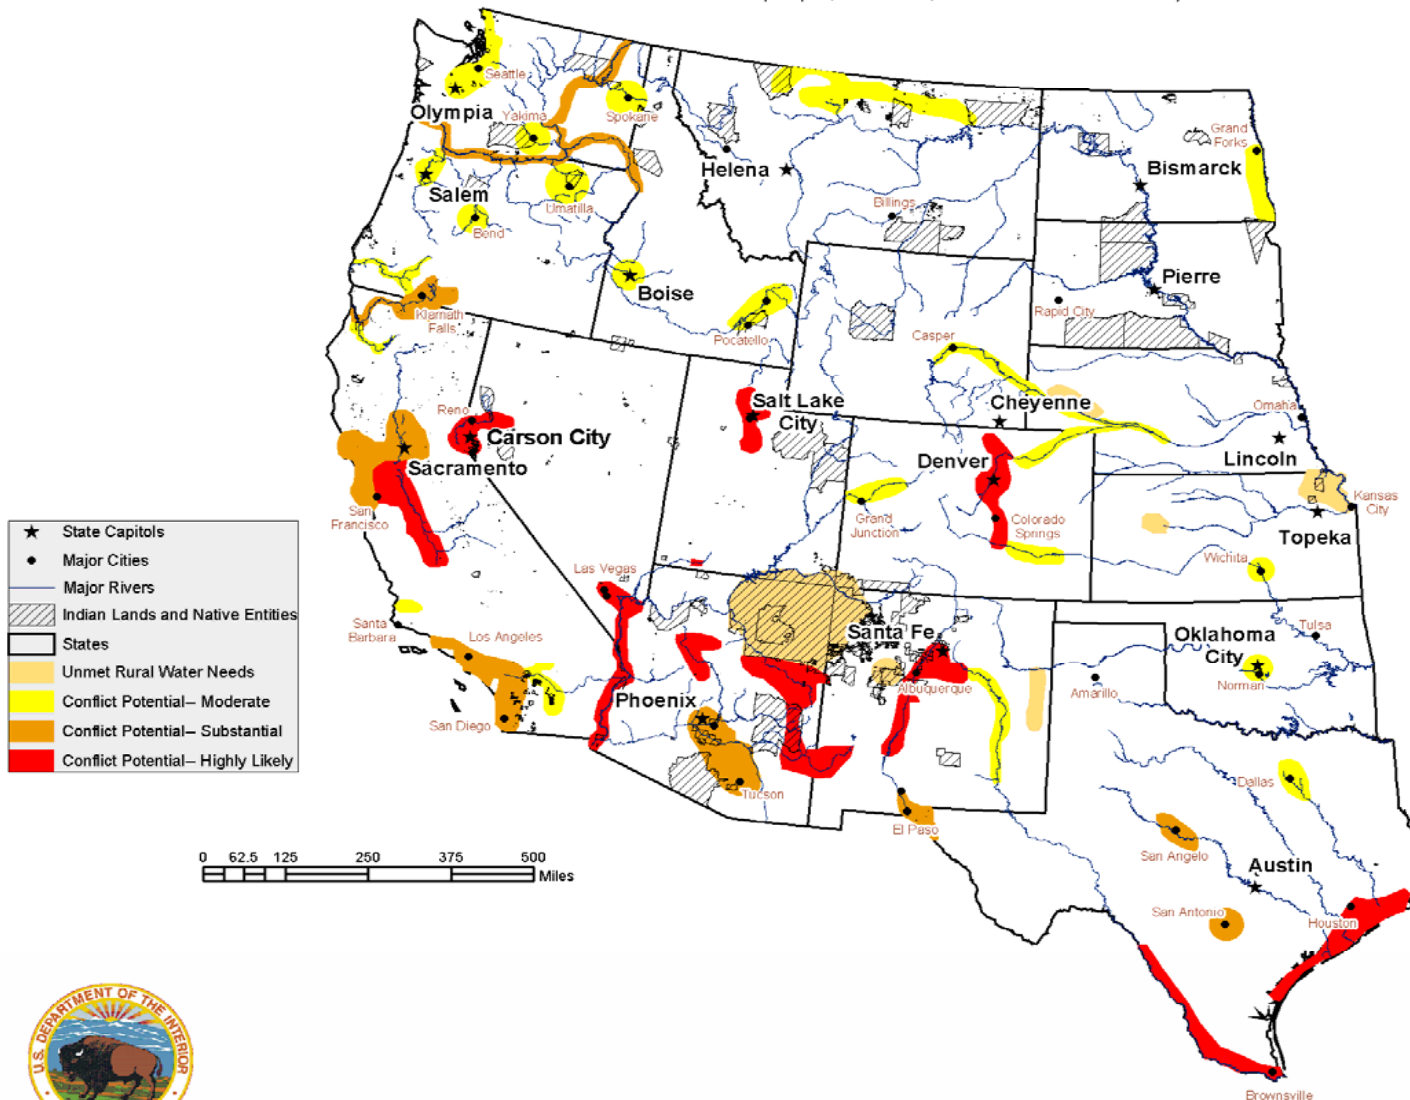 Seattle
Olympia
Yakima
Spokane
Salem
Umatilla
Bend
Helena
Billings
Grand
Forks
Bismarck
Pierre
Rapid City
Boise
Klamath
Falls
Pocatello
Casper
Cheyenne
Omaha
Lincoln
Reno
Carson City
Salt Lake
City
Sacramento
San
Francisco
Denver
Grand
Junction
Colorado
Springs
Kansas
City
Topeka
Wichita
Las Vegas
Santa
Barbara
Los Angeles
San Diego
Phoenix
Tucson
Santa Fe
Albuquerque
Amarillo
Oklahoma
City
Tulsa
Norman
El Paso
Dallas
San Angelo
Austin
San Antonio
Houston
Brownsville
State Capitols
Major Cities
Major Rivers
Indian Lands and Native Entities
States
Unmet Rural Water Needs
Conflict Potential– Moderate
Conflict Potential– Substantial
Conflict Potential– Highly Likely
0 62.5 125 250 375 500
Miles
U.S. DEPARTMENT OF THE INTERIOR